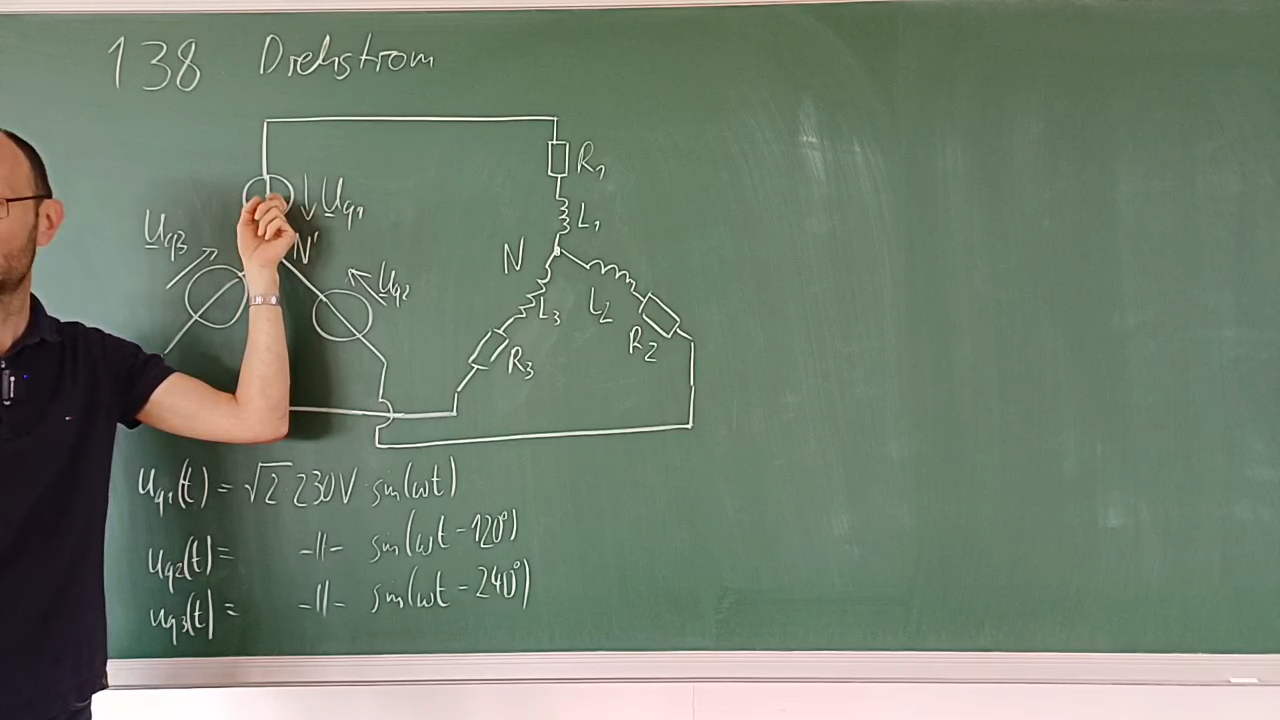 138 Drehstrom
R₁
U̲q1
L₁
U̲q3
N'
N
U̲q2
L₃
L₂
R₂
R₃
uq1(t) = √2 · 230V · sin(ωt)
uq2(t) = -||- sin(ωt - 120°)
uq3(t) = -||- sin(ωt - 240°)